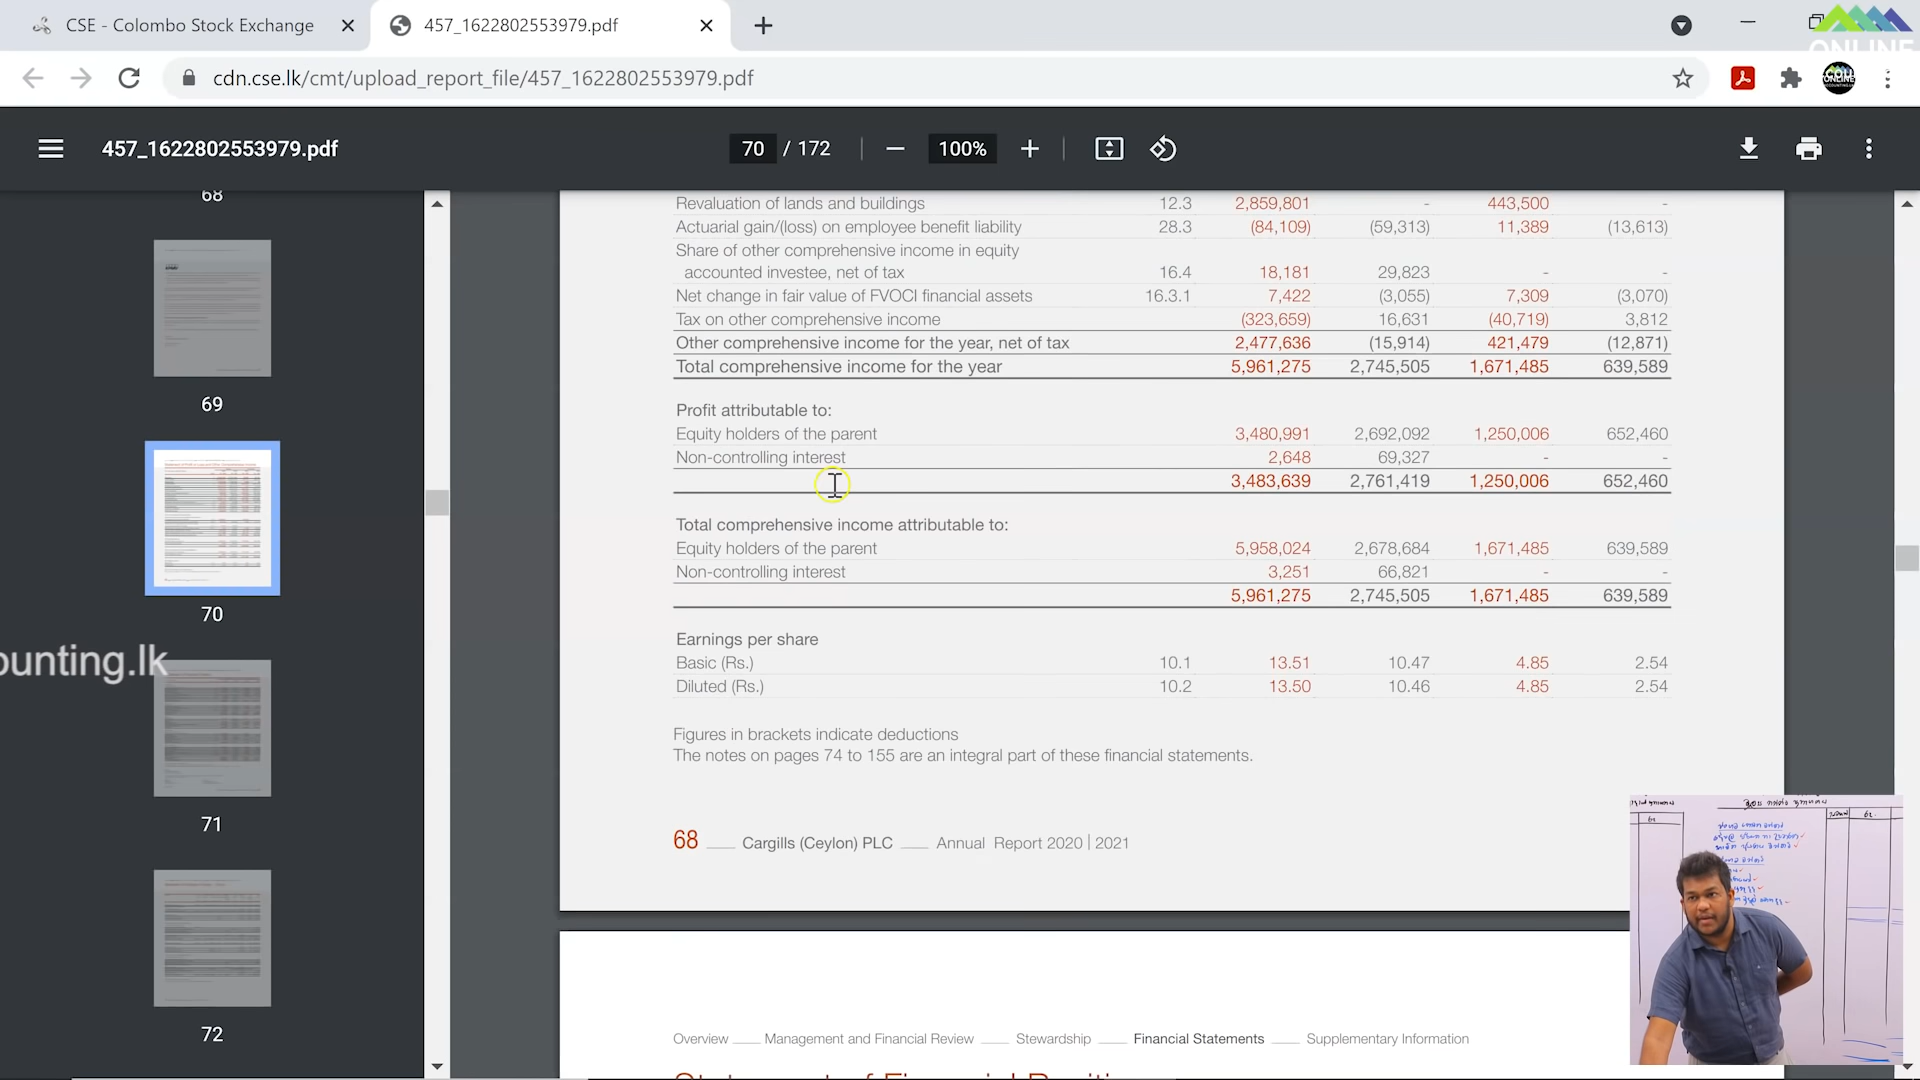 CSE - Colombo Stock Exchange
457_1622802553979.pdf
ONLINE
cdn.cse.lk/cmt/upload_report_file/457_1622802553979.pdf
457_1622802553979.pdf
70 / 172
100%
68
69
70
71
72
ounting.lk
Revaluation of lands and buildings 12.3 2,859,801 - 443,500 -
Actuarial gain/(loss) on employee benefit liability 28.3 (84,109) (59,313) 11,389 (13,613)
Share of other comprehensive income in equity
accounted investee, net of tax 16.4 18,181 29,823 - -
Net change in fair value of FVOCI financial assets 16.3.1 7,422 (3,055) 7,309 (3,070)
Tax on other comprehensive income (323,659) 16,631 (40,719) 3,812
Other comprehensive income for the year, net of tax 2,477,636 (15,914) 421,479 (12,871)
Total comprehensive income for the year 5,961,275 2,745,505 1,671,485 639,589
Profit attributable to:
Equity holders of the parent 3,480,991 2,692,092 1,250,006 652,460
Non-controlling interest 2,648 69,327 - -
3,483,639 2,761,419 1,250,006 652,460
Total comprehensive income attributable to:
Equity holders of the parent 5,958,024 2,678,684 1,671,485 639,589
Non-controlling interest 3,251 66,821 - -
5,961,275 2,745,505 1,671,485 639,589
Earnings per share
Basic (Rs.) 10.1 13.51 10.47 4.85 2.54
Diluted (Rs.) 10.2 13.50 10.46 4.85 2.54
Figures in brackets indicate deductions
The notes on pages 74 to 155 are an integral part of these financial statements.
68 Cargills (Ceylon) PLC Annual Report 2020 | 2021
Overview Management and Financial Review Stewardship Financial Statements Supplementary Information